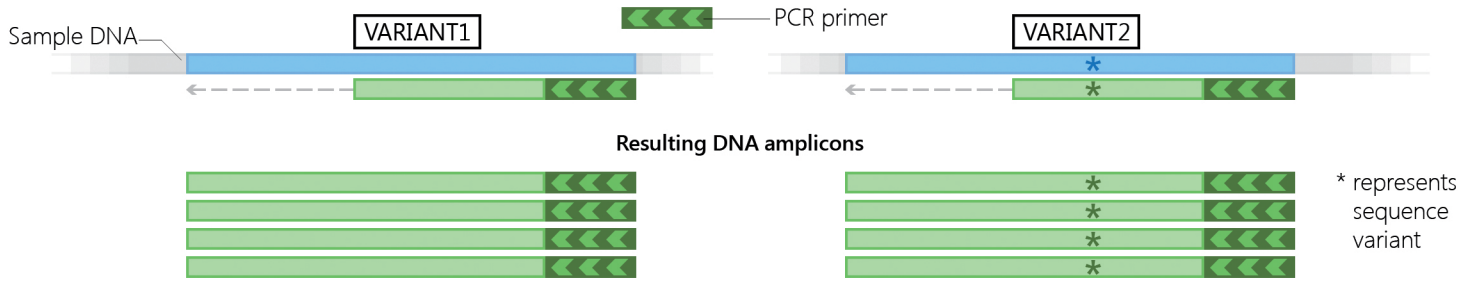 PCR primer
Sample DNA
VARIANT1
VARIANT2
*
*
Resulting DNA amplicons
*
*
*
*
* represents
sequence
variant